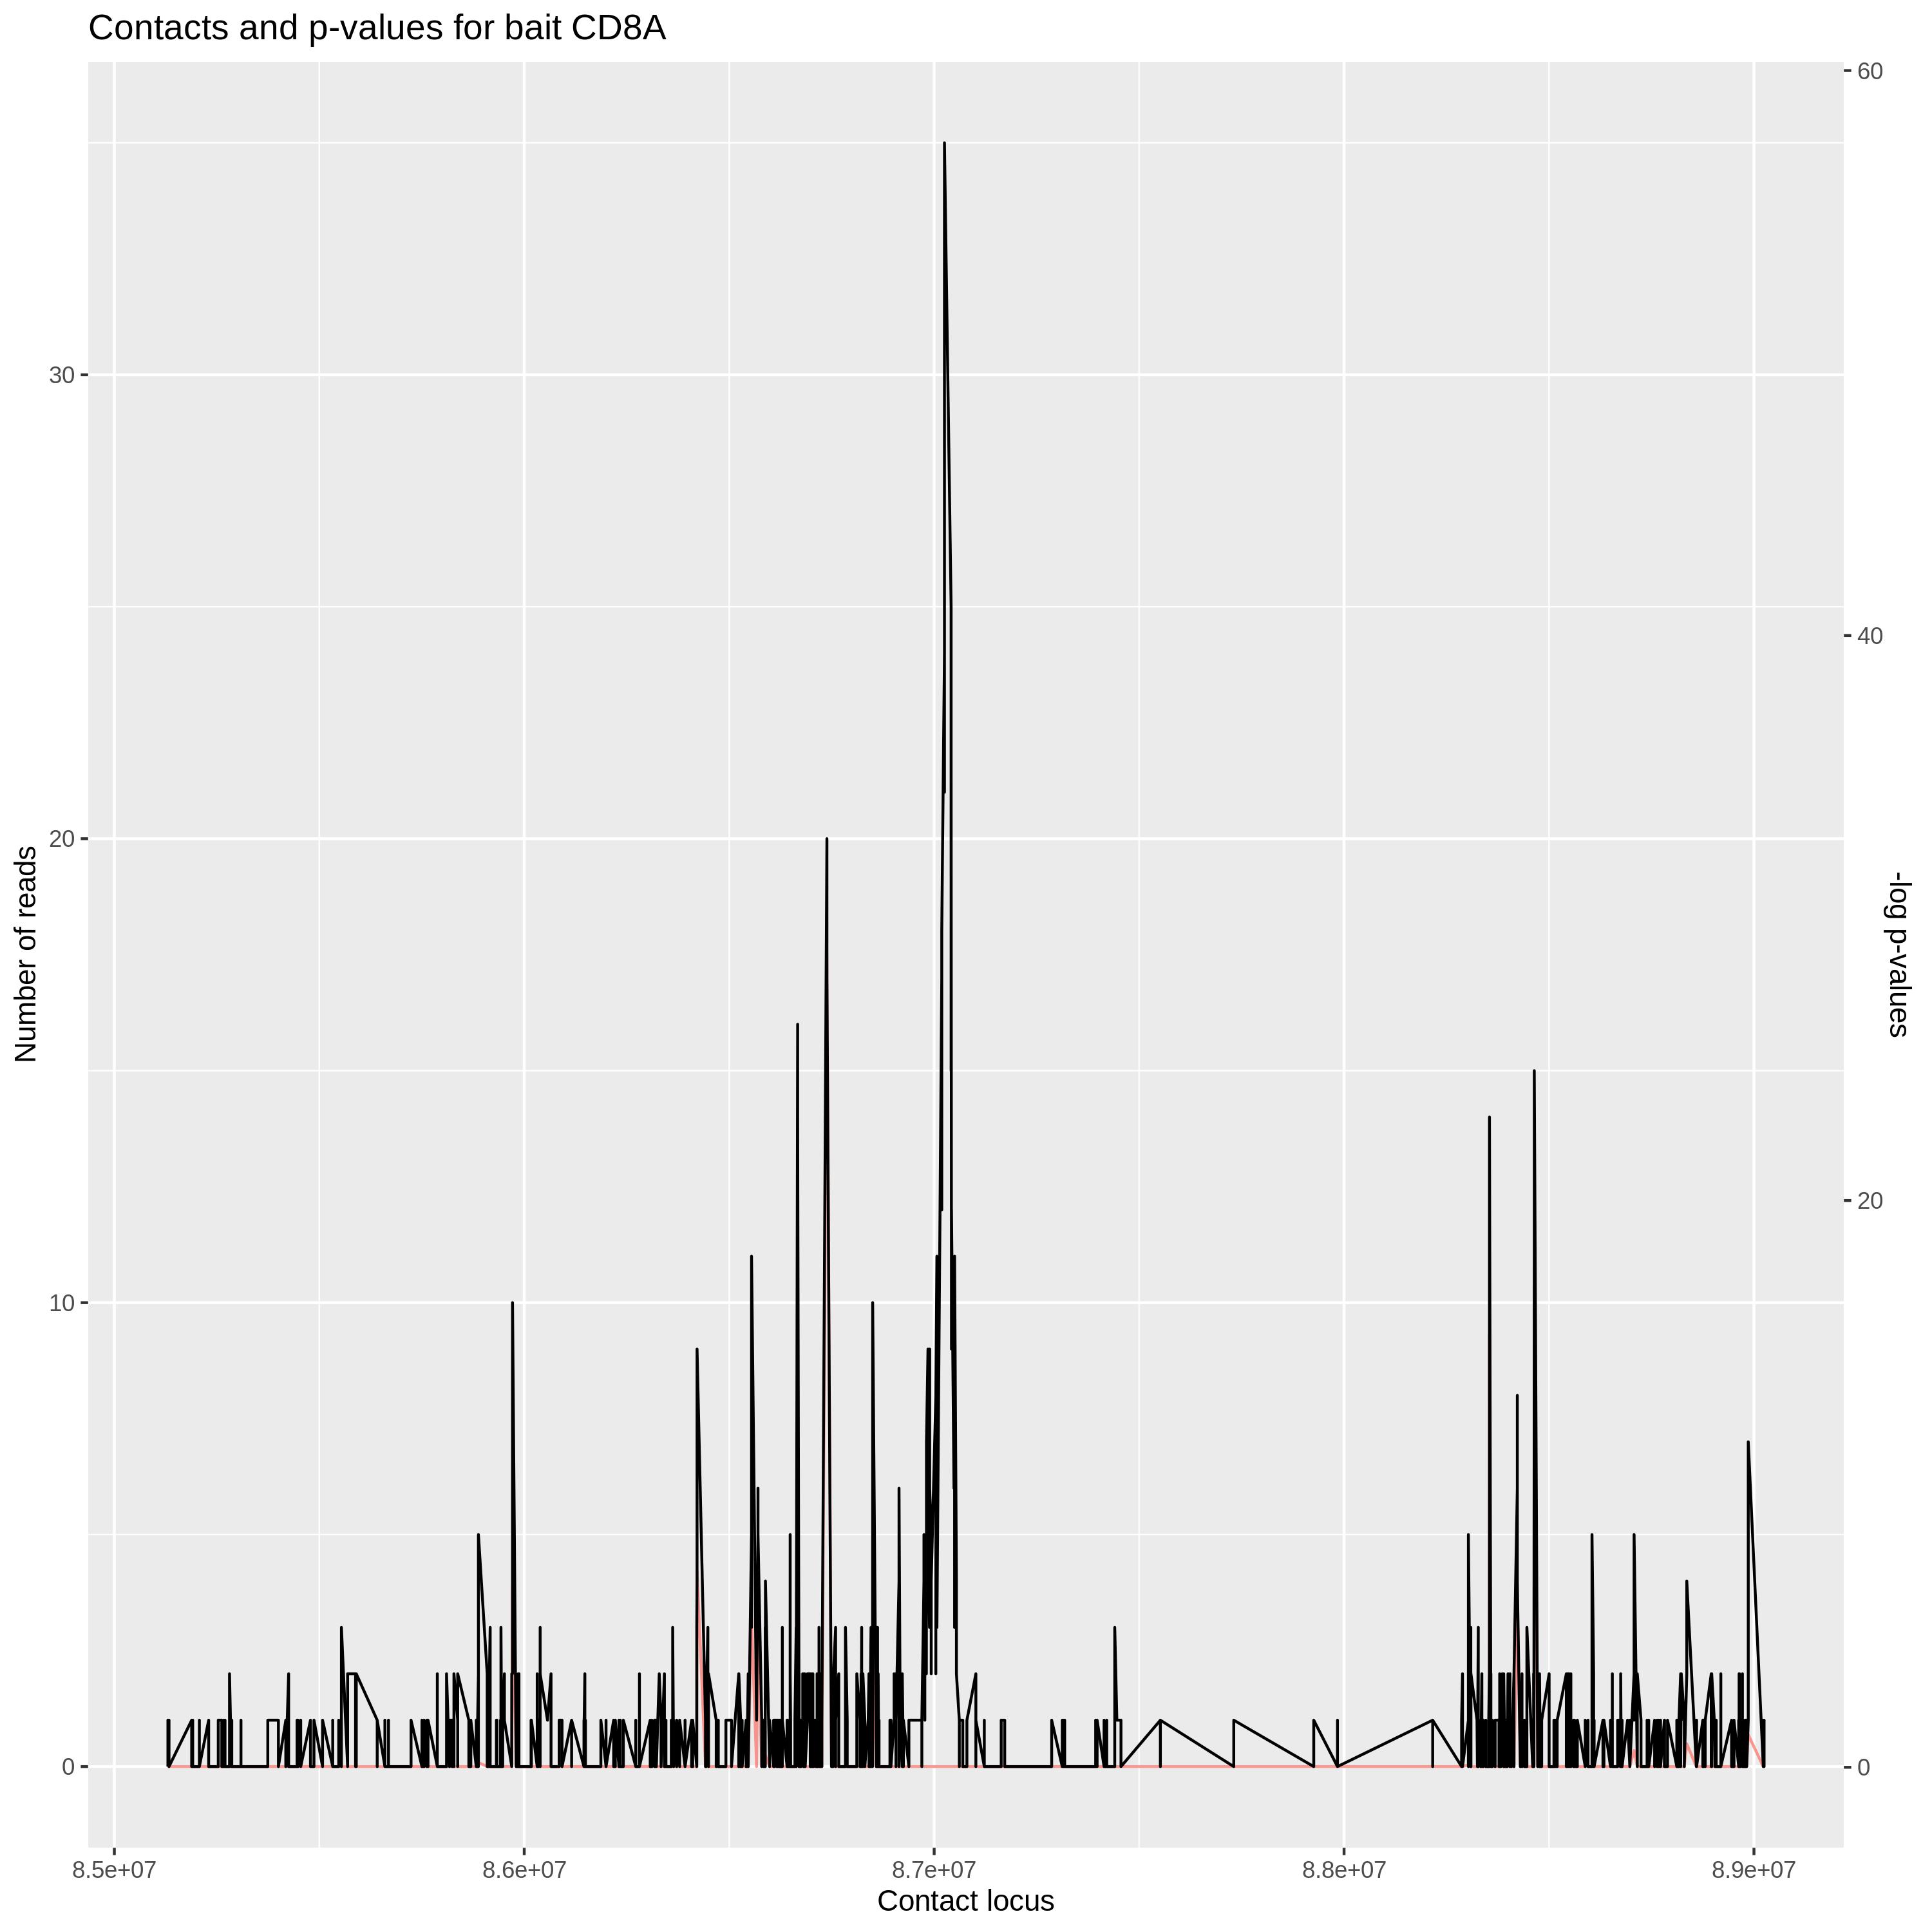 Contacts and p-values for bait CD8A
60
30
40
20
20
10
0
0
Number of reads
-log p-values
8.5e+07 8.6e+07 8.7e+07 8.8e+07 8.9e+07
Contact locus